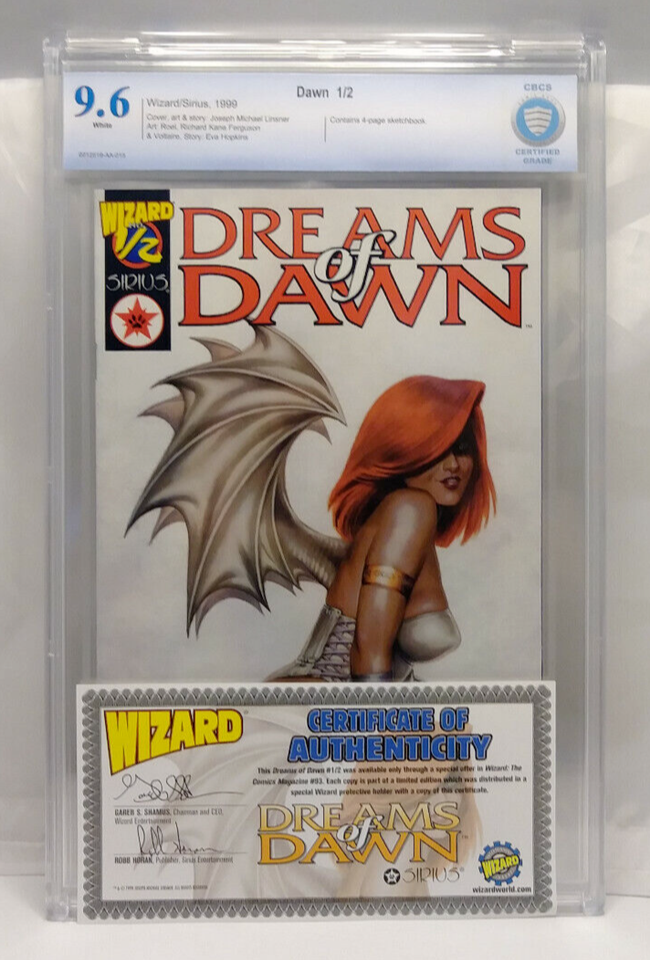 9.6
White
Dawn 1/2
Wizard/Sirius, 1999
Cover, art & story: Joseph Michael Linsner
Art: Roel, Richard Kane Ferguson
& Voltaire, Story: Eva Hopkins
Contains 4-page sketchbook.
CBCS
CERTIFIED
GRADE
WIZARD
1/2
SIRIUS
DREAMS
of
DAWN
WIZARD
CERTIFICATE OF
AUTHENTICITY
This Dreams of Dawn #1/2 was available only through a special offer in Wizard: The
Comics Magazine #93. Each copy is part of a limited edition which was distributed in
a special Wizard protective holder with a copy of this certificate.
GAREB S. SHAMUS, Chairman and CEO,
Wizard Entertainment
ROBB HORAN, Publisher, Sirius Entertainment
DREAMS
of
DAWN
SIRIUS
WIZARD
wizardworld.com